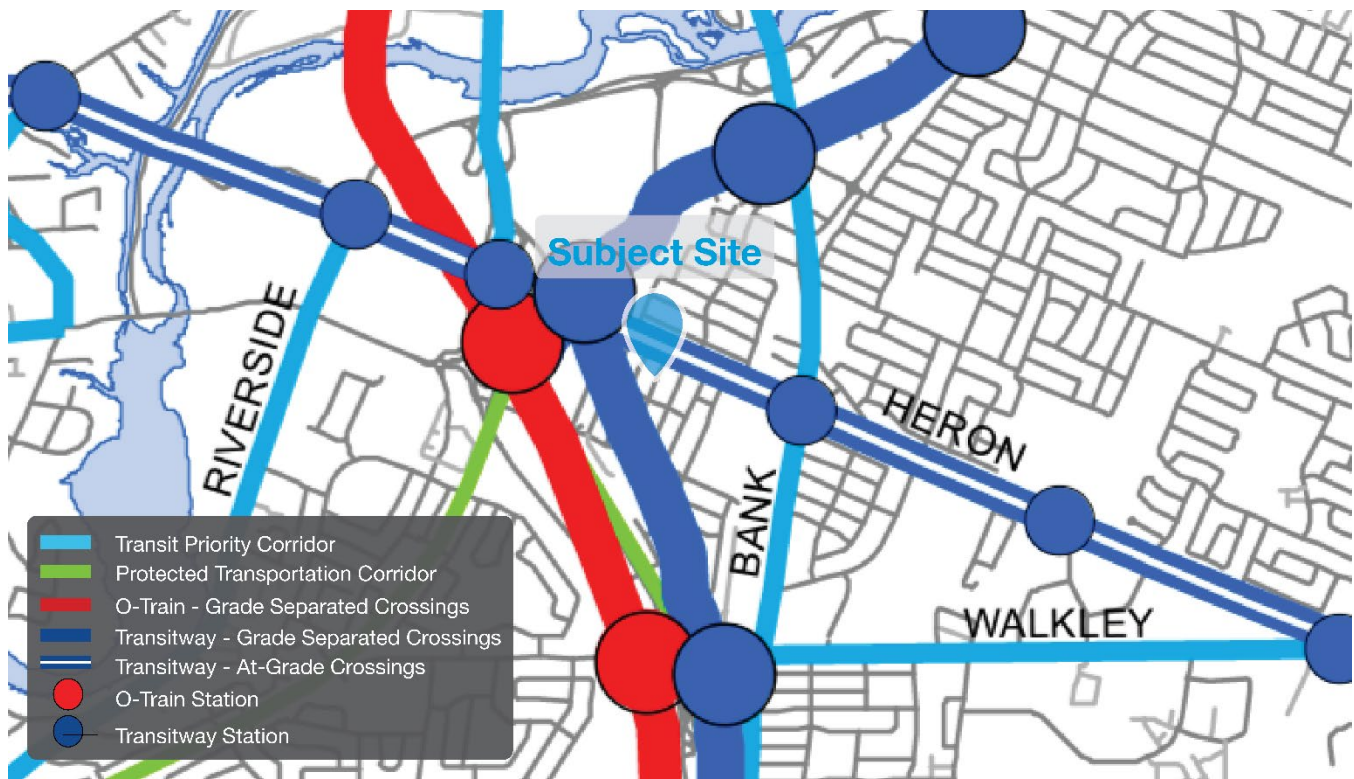 Subject Site
RIVERSIDE
HERON
BANK
WALKLEY
Transit Priority Corridor
Protected Transportation Corridor
O-Train - Grade Separated Crossings
Transitway - Grade Separated Crossings
Transitway - At-Grade Crossings
O-Train Station
Transitway Station